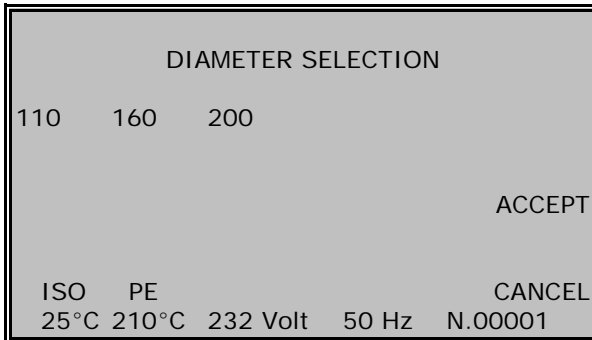 DIAMETER SELECTION
110 160 200
ACCEPT
ISO PE CANCEL
25°C 210°C 232 Volt 50 Hz N.00001